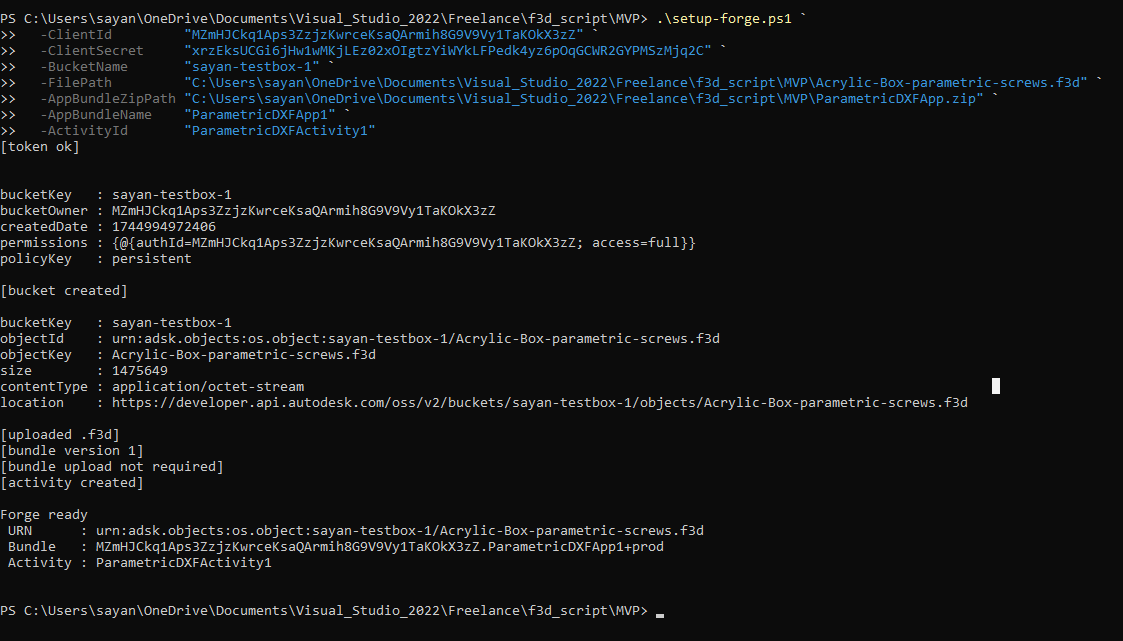 PS C:\Users\sayan\OneDrive\Documents\Visual_Studio_2022\Freelance\f3d_script\MVP> .\setup-forge.ps1 `
>>   -ClientId         "MZmHJCkq1Aps3ZzjzKwrceKsaQArmih8G9V9Vy1TaKOkX3zZ" `
>>   -ClientSecret     "xrzEksUCGi6jHw1wMKjLEz02xOIgtzYiWYkLFPedk4yz6pOqGCWR2GYPMSzMjq2C" `
>>   -BucketName       "sayan-testbox-1" `
>>   -FilePath         "C:\Users\sayan\OneDrive\Documents\Visual_Studio_2022\Freelance\f3d_script\MVP\Acrylic-Box-parametric-screws.f3d" `
>>   -AppBundleZipPath "C:\Users\sayan\OneDrive\Documents\Visual_Studio_2022\Freelance\f3d_script\MVP\ParametricDXFApp.zip" `
>>   -AppBundleName    "ParametricDXFApp1" `
>>   -ActivityId       "ParametricDXFActivity1"
[token ok]
bucketKey   : sayan-testbox-1
bucketOwner : MZmHJCkq1Aps3ZzjzKwrceKsaQArmih8G9V9Vy1TaKOkX3zZ
createdDate : 1744994972406
permissions : {@{authId=MZmHJCkq1Aps3ZzjzKwrceKsaQArmih8G9V9Vy1TaKOkX3zZ; access=full}}
policyKey   : persistent
[bucket created]
bucketKey   : sayan-testbox-1
objectId    : urn:adsk.objects:os.object:sayan-testbox-1/Acrylic-Box-parametric-screws.f3d
objectKey   : Acrylic-Box-parametric-screws.f3d
size        : 1475649
contentType : application/octet-stream
location    : https://developer.api.autodesk.com/oss/v2/buckets/sayan-testbox-1/objects/Acrylic-Box-parametric-screws.f3d
[uploaded .f3d]
[bundle version 1]
[bundle upload not required]
[activity created]
Forge ready
 URN      : urn:adsk.objects:os.object:sayan-testbox-1/Acrylic-Box-parametric-screws.f3d
 Bundle   : MZmHJCkq1Aps3ZzjzKwrceKsaQArmih8G9V9Vy1TaKOkX3zZ.ParametricDXFApp1+prod
 Activity : ParametricDXFActivity1
PS C:\Users\sayan\OneDrive\Documents\Visual_Studio_2022\Freelance\f3d_script\MVP>